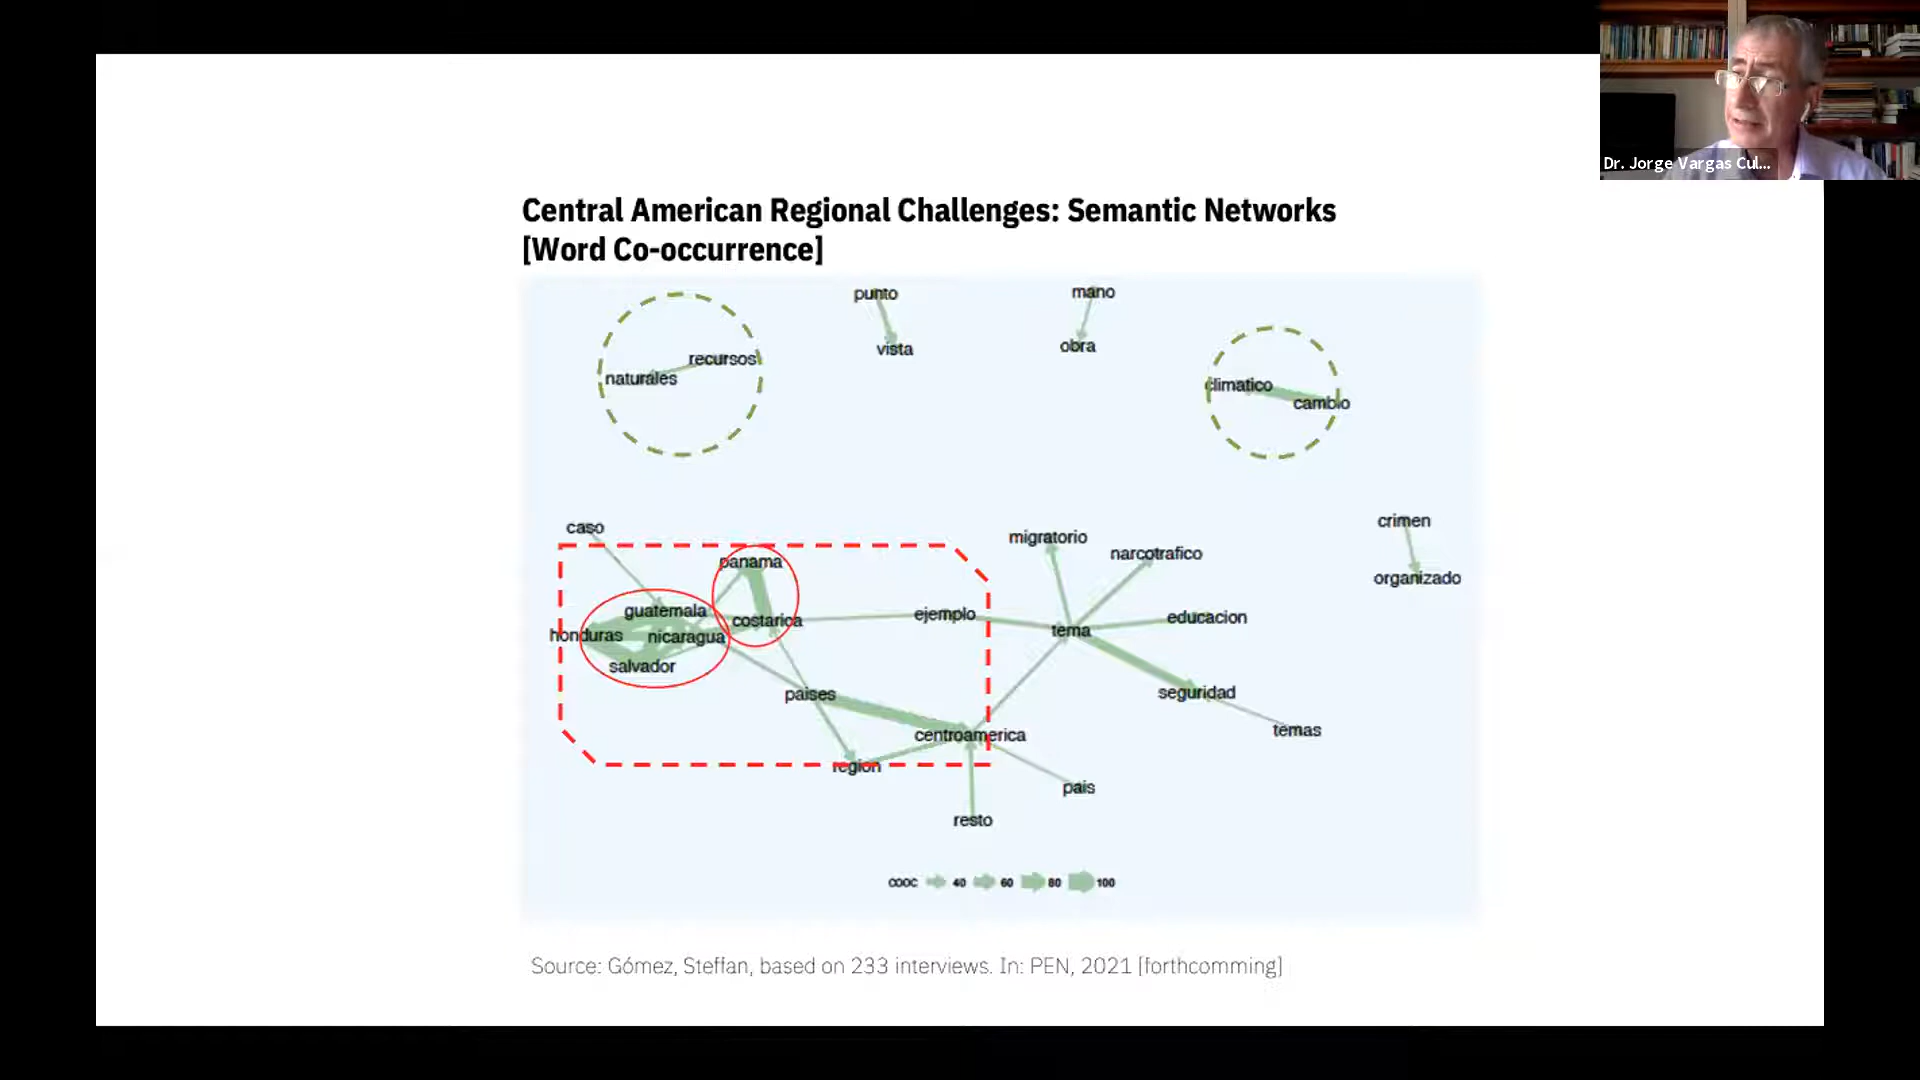 Dr. Jorge Vargas Cul...
Central American Regional Challenges: Semantic Networks
[Word Co-occurrence]
punto
mano
vista
obra
recursos
naturales
climatico
cambio
caso
crimen
migratorio
narcotrafico
panama
organizado
guatemala
costarica
ejemplo
educacion
honduras
nicaragua
tema
salvador
paises
seguridad
centroamerica
temas
region
pais
resto
cooc 40 60 80 100
Source: Gómez, Steffan, based on 233 interviews. In: PEN, 2021 [forthcomming]